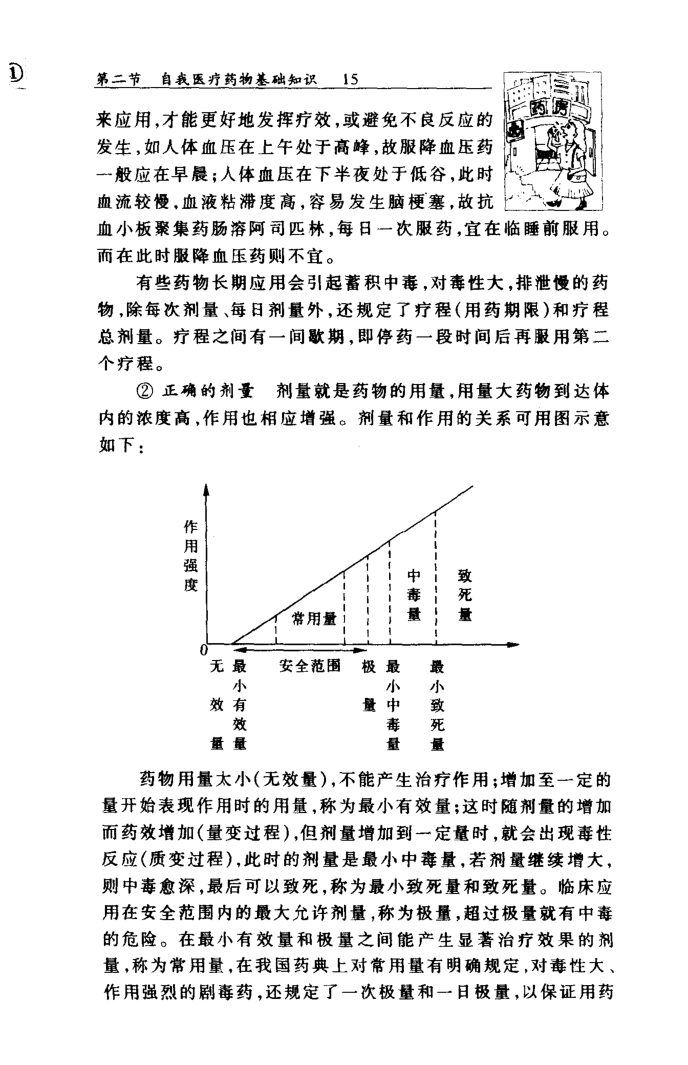 ①
第二节 自我医疗药物基础知识 15
药房
来应用,才能更好地发挥疗效,或避免不良反应的
发生,如人体血压在上午处于高峰,故服降血压药
一般应在早晨;人体血压在下半夜处于低谷,此时
血流较慢,血液粘滞度高,容易发生脑梗塞,故抗
血小板聚集药肠溶阿司匹林,每日一次服药,宜在临睡前服用。
而在此时服降血压药则不宜。
有些药物长期应用会引起蓄积中毒,对毒性大,排泄慢的药
物,除每次剂量、每日剂量外,还规定了疗程(用药期限)和疗程
总剂量。疗程之间有一间歇期,即停药一段时间后再服用第二
个疗程。
② 正确的剂量 剂量就是药物的用量,用量大药物到达体
内的浓度高,作用也相应增强。剂量和作用的关系可用图示意
如下:
作用强度
常用量
中毒量
致死量
0
无效量
最小有效量
安全范围
极量
最小中毒量
最小致死量
药物用量太小(无效量),不能产生治疗作用;增加至一定的
量开始表现作用时的用量,称为最小有效量;这时随剂量的增加
而药效增加(量变过程),但剂量增加到一定量时,就会出现毒性
反应(质变过程),此时的剂量是最小中毒量,若剂量继续增大,
则中毒愈深,最后可以致死,称为最小致死量和致死量。临床应
用在安全范围内的最大允许剂量,称为极量,超过极量就有中毒
的危险。在最小有效量和极量之间能产生显著治疗效果的剂
量,称为常用量,在我国药典上对常用量有明确规定,对毒性大、
作用强烈的剧毒药,还规定了一次极量和一日极量,以保证用药